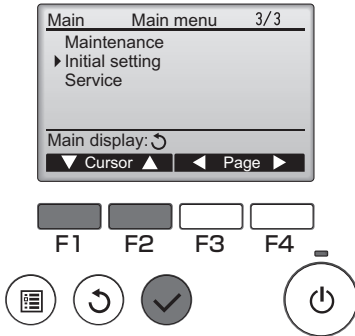 Main Main menu 3/3
Maintenance
Initial setting
Service
Main display:
Cursor Page
F1 F2 F3 F4